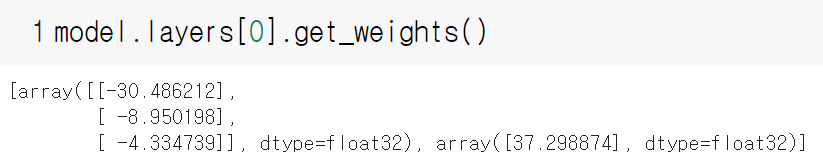 1 model.layers[0].get_weights()
[array([[-30.486212],
[ -8.950198],
[ -4.334739]], dtype=float32), array([37.298874], dtype=float32)]